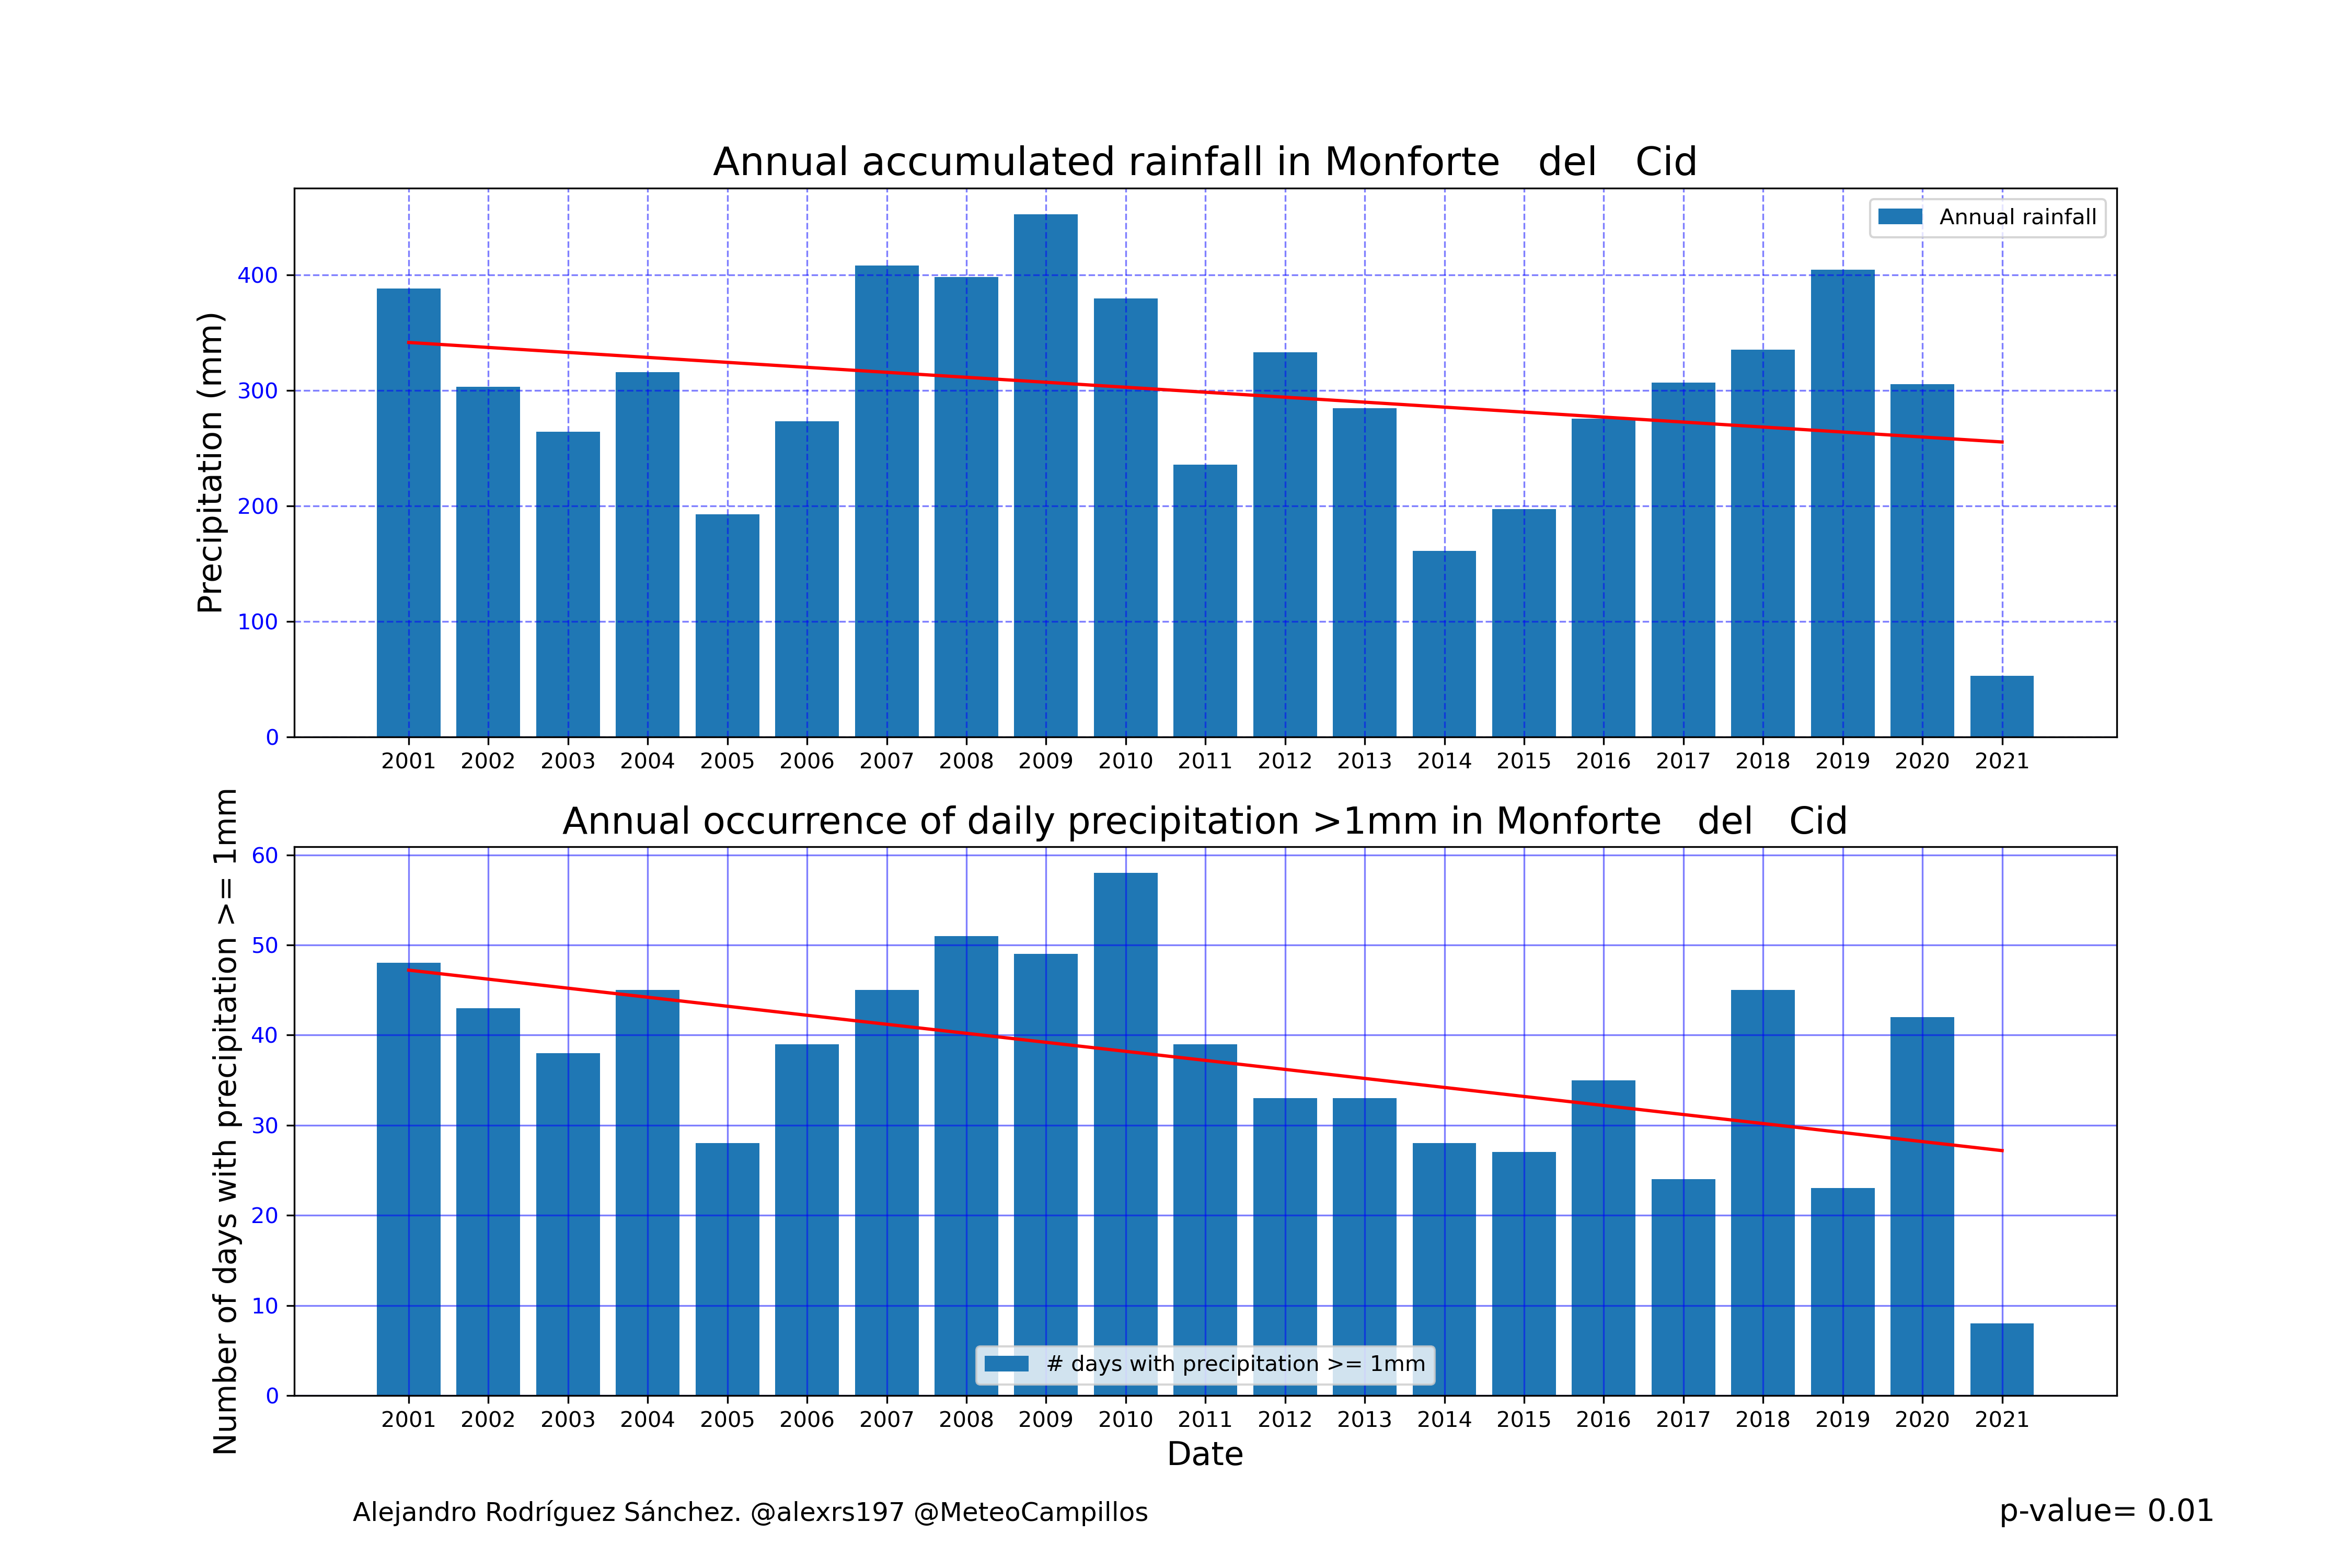 Annual accumulated rainfall in Monforte   del   Cid
Annual rainfall
Precipitation (mm)
400
300
200
100
0
2001 2002 2003 2004 2005 2006 2007 2008 2009 2010 2011 2012 2013 2014 2015 2016 2017 2018 2019 2020 2021
Annual occurrence of daily precipitation >1mm in Monforte   del   Cid
Number of days with precipitation >= 1mm
60
50
40
30
20
10
0
# days with precipitation >= 1mm
2001 2002 2003 2004 2005 2006 2007 2008 2009 2010 2011 2012 2013 2014 2015 2016 2017 2018 2019 2020 2021
Date
Alejandro Rodríguez Sánchez. @alexrs197 @MeteoCampillos
p-value= 0.01